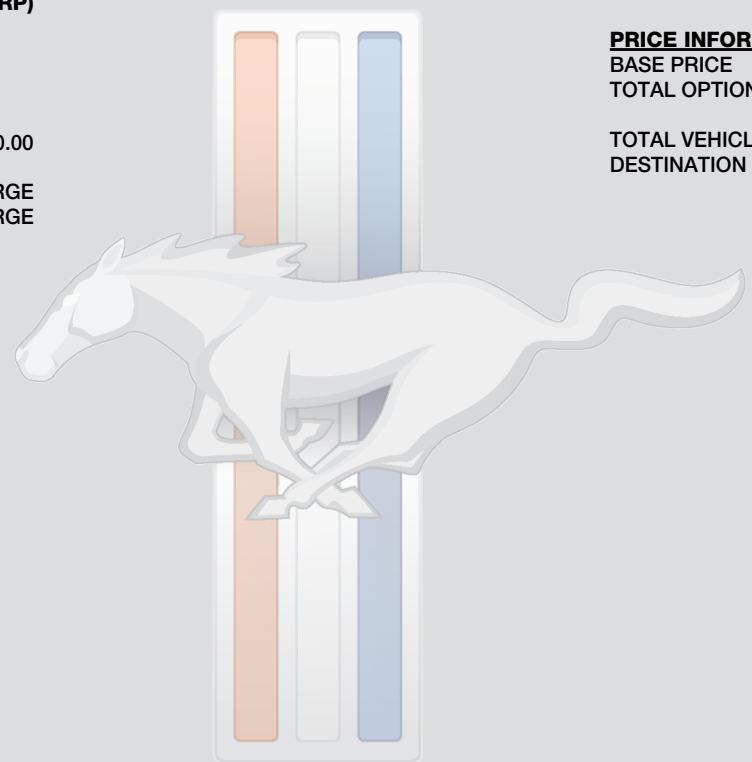 RP)
0.00
RGE
RGE
PRICE INFOR
BASE PRICE
TOTAL OPTION
TOTAL VEHICL
DESTINATION